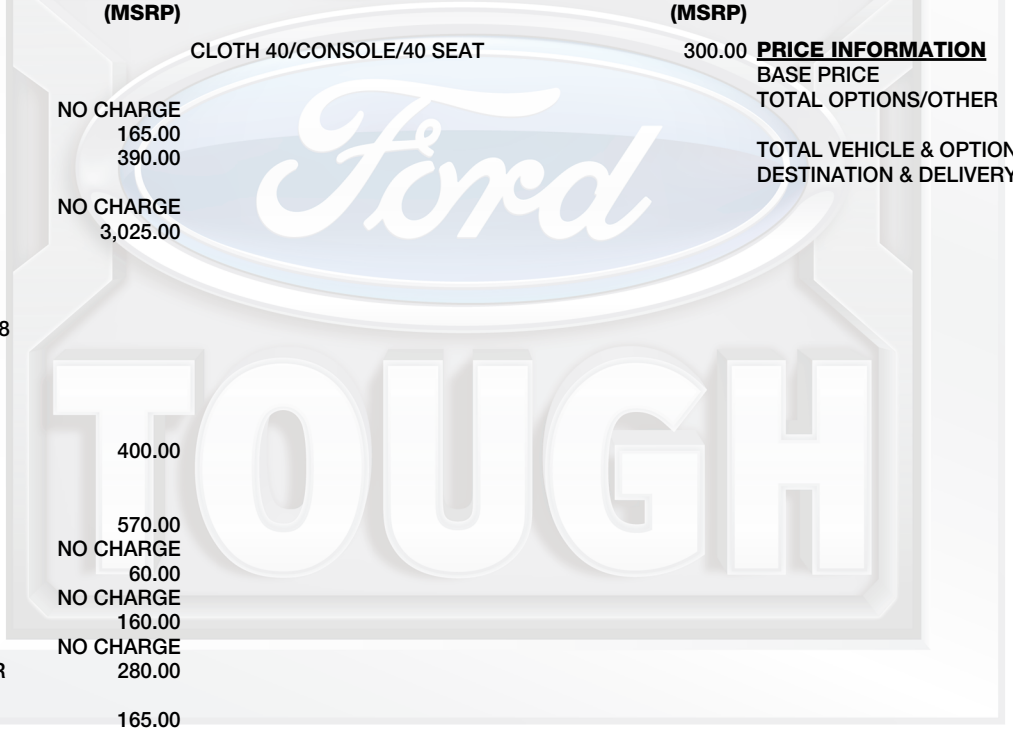 (MSRP) (MSRP)
CLOTH 40/CONSOLE/40 SEAT 300.00 PRICE INFORMATION
BASE PRICE
NO CHARGE TOTAL OPTIONS/OTHER
165.00
390.00 TOTAL VEHICLE & OPTION
DESTINATION & DELIVERY
NO CHARGE
3,025.00
Ford
8
TOUGH
400.00
570.00
NO CHARGE
60.00
NO CHARGE
160.00
NO CHARGE
R 280.00
165.00